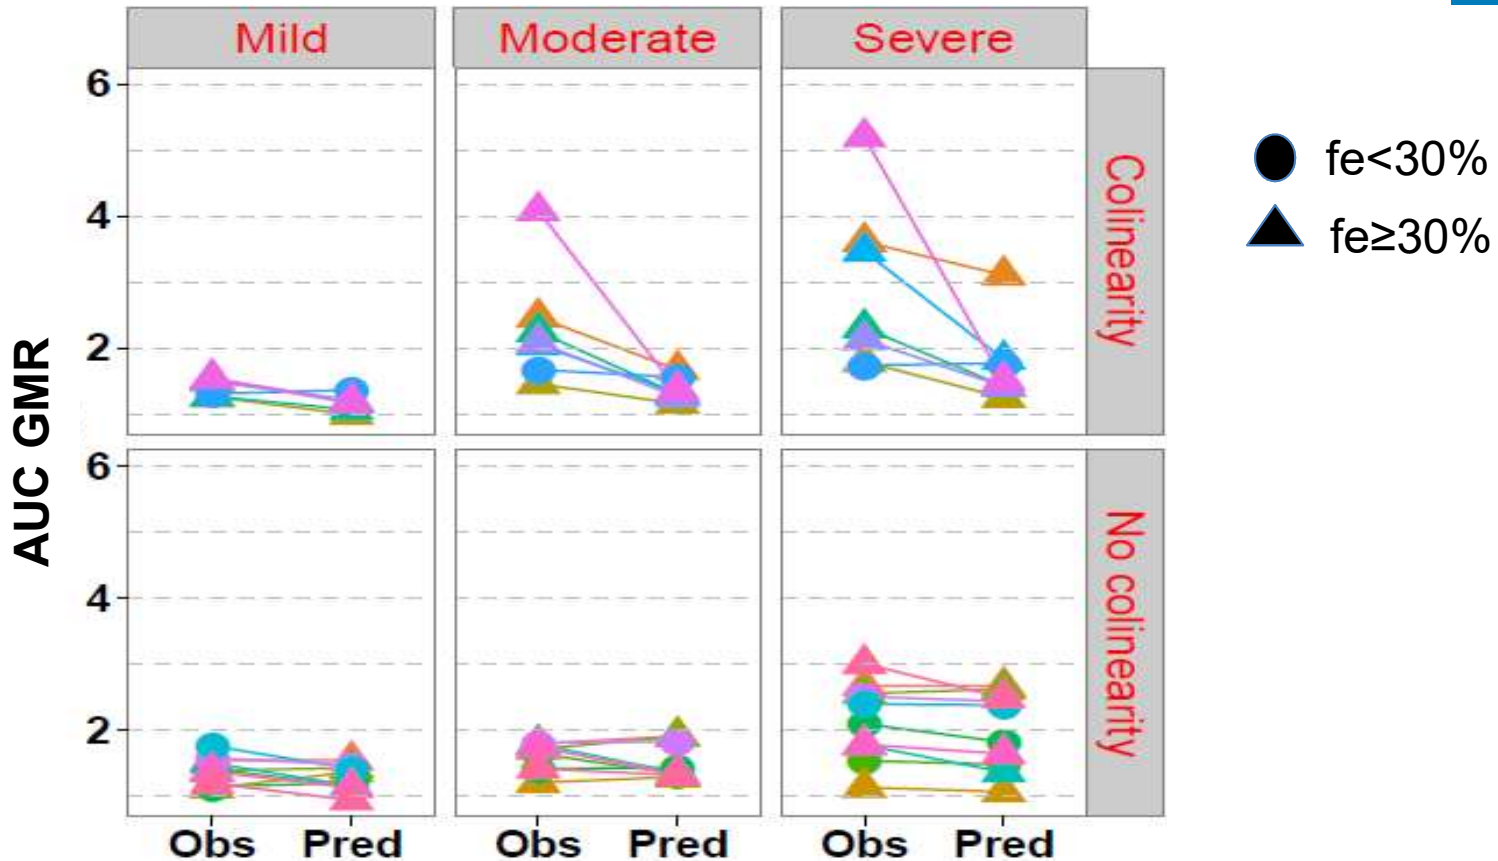 Mild Moderate Severe
6
4
2
Colinearity
fe<30%
fe≥30%
AUC GMR
6
4
2
No colinearity
Obs Pred Obs Pred Obs Pred